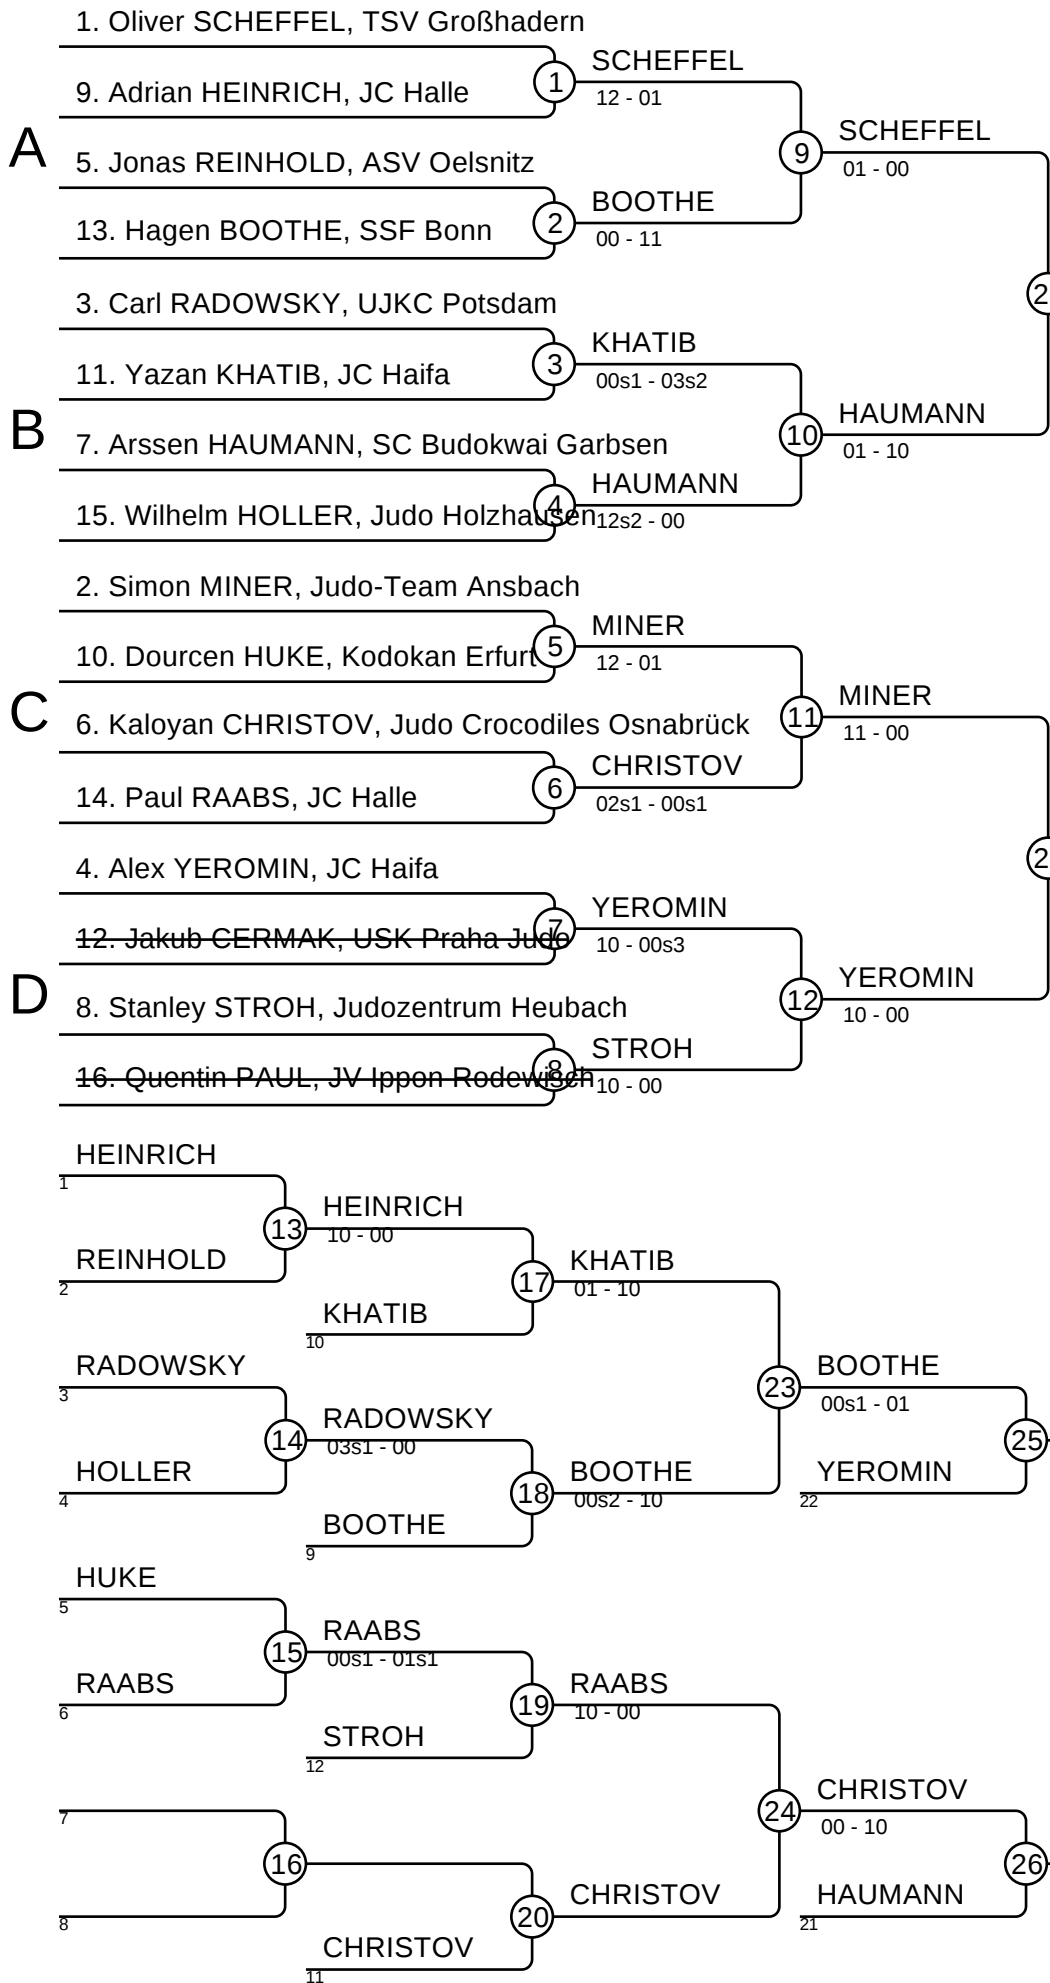 1. Oliver SCHEFFEL, TSV Großhadern
SCHEFFEL
9. Adrian HEINRICH, JC Halle
1
12 - 01
A
SCHEFFEL
9
01 - 00
5. Jonas REINHOLD, ASV Oelsnitz
BOOTHE
13. Hagen BOOTHE, SSF Bonn
2
00 - 11
3. Carl RADOWSKY, UJKC Potsdam
2
KHATIB
11. Yazan KHATIB, JC Haifa
3
00s1 - 03s2
B
HAUMANN
10
01 - 10
7. Arssen HAUMANN, SC Budokwai Garbsen
HAUMANN
15. Wilhelm HOLLER, Judo Holzhausen
4
12s2 - 00
2. Simon MINER, Judo-Team Ansbach
MINER
10. Dourcen HUKE, Kodokan Erfurt
5
12 - 01
C
MINER
11
11 - 00
6. Kaloyan CHRISTOV, Judo Crocodiles Osnabrück
CHRISTOV
14. Paul RAABS, JC Halle
6
02s1 - 00s1
4. Alex YEROMIN, JC Haifa
2
YEROMIN
12. Jakub CERMAK, USK Praha Judo
7
10 - 00s3
D
YEROMIN
12
10 - 00
8. Stanley STROH, Judozentrum Heubach
STROH
16. Quentin PAUL, JV Ippon Rodewisch
8
10 - 00
HEINRICH
1
HEINRICH
13
10 - 00
REINHOLD
2
KHATIB
17
01 - 10
KHATIB
10
RADOWSKY
3
BOOTHE
23
00s1 - 01
RADOWSKY
14
03s1 - 00
25
HOLLER
4
BOOTHE
18
00s2 - 10
YEROMIN
22
BOOTHE
9
HUKE
5
RAABS
15
00s1 - 01s1
RAABS
6
RAABS
19
10 - 00
STROH
12
7
CHRISTOV
24
00 - 10
16
26
8
CHRISTOV
20
HAUMANN
21
CHRISTOV
11